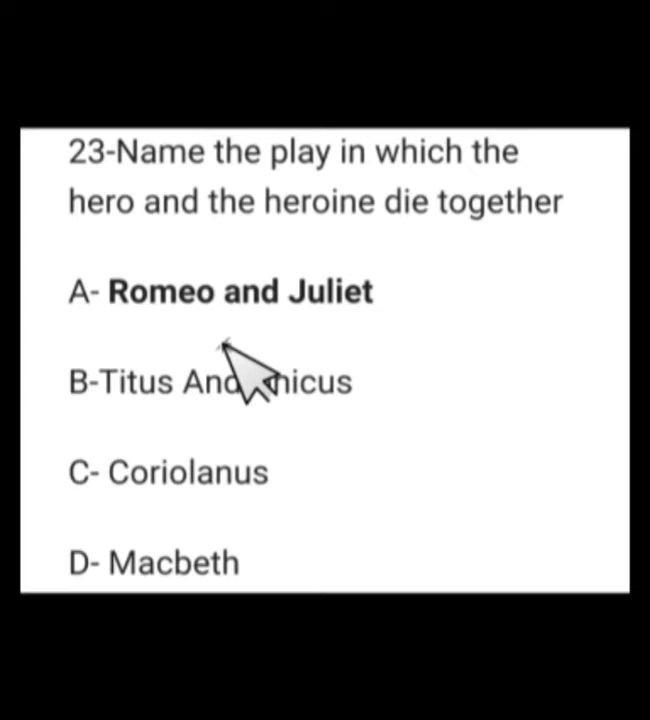 23-Name the play in which the
hero and the heroine die together
A- Romeo and Juliet
B-Titus
C- Coriolanus
D- Macbeth